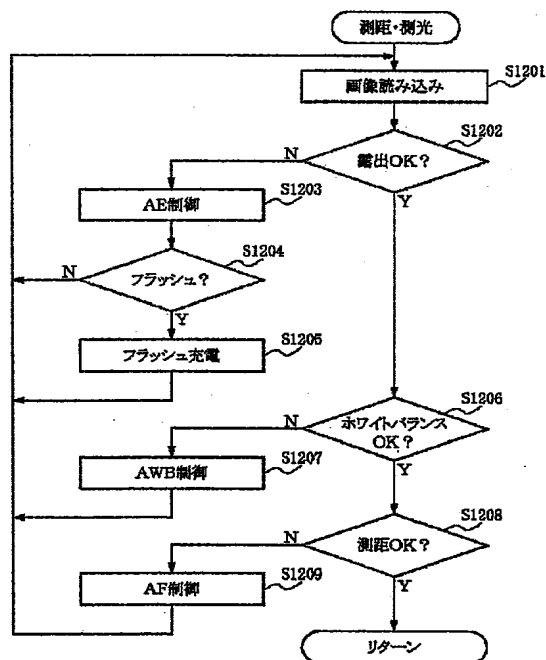 測距・測光
S1201
画像読み込み
S1202
露出OK?
N
Y
S1203
AE制御
S1204
フラッシュ?
N
Y
S1205
フラッシュ充電
S1206
ホワイトバランス
OK?
N
Y
S1207
AWB制御
S1208
測距OK?
N
Y
S1209
AF制御
リターン